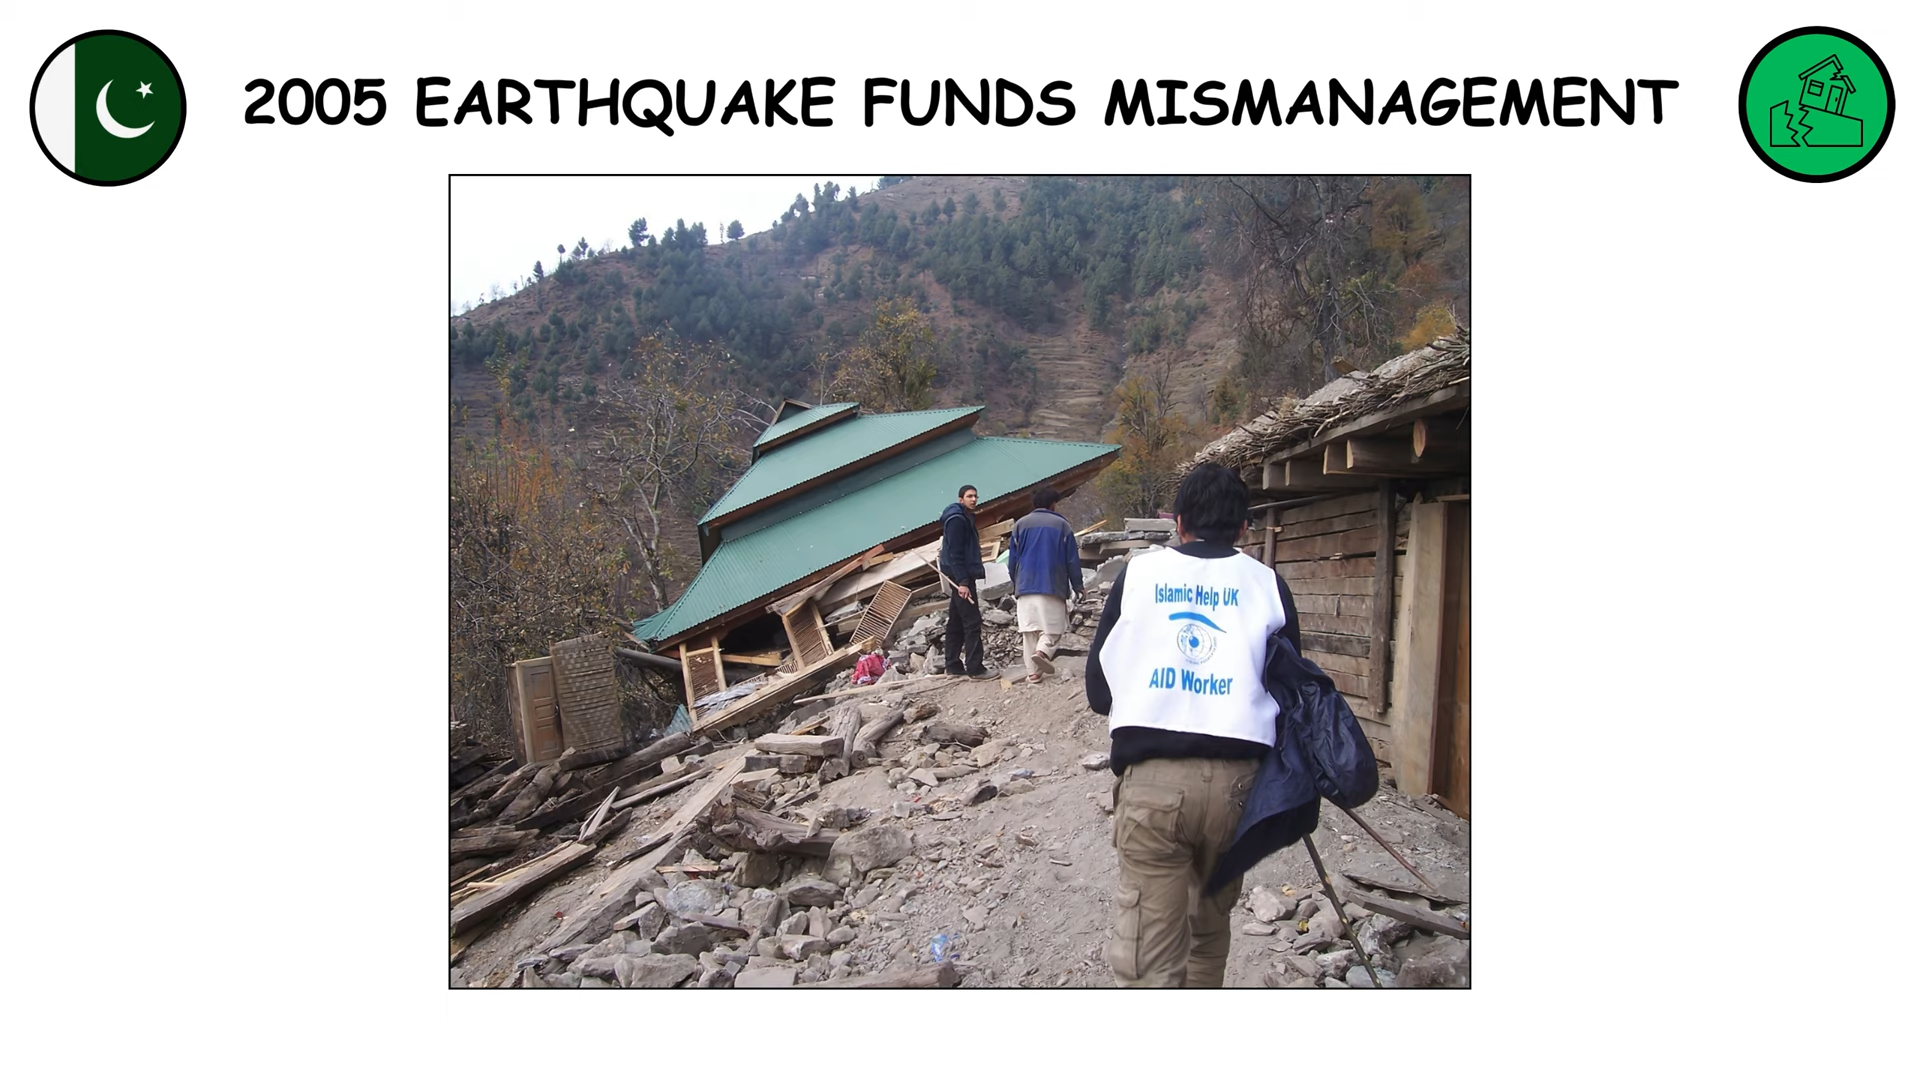 2005 EARTHQUAKE FUNDS MISMANAGEMENT
Islamic Help UK
AID Worker